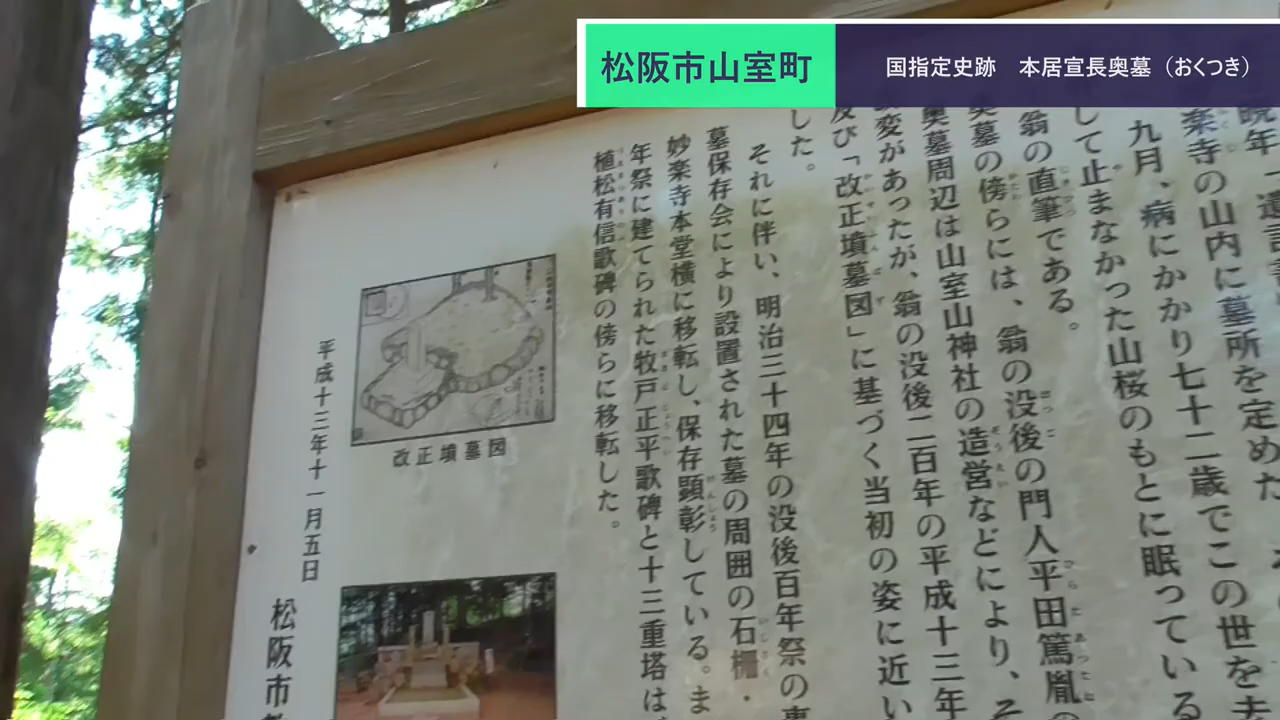 松阪市山室町
国指定史跡 本居宣長奥墓（おくつき）
晩年「遺言
楽寺の山内に墓所を定めた
九月、病にかかり七十二歳でこの世を去
して止まなかった山桜のもとに眠っている
翁の直筆である。
奥墓の傍らには、翁の没後の門人平田篤胤の
奥墓周辺は山室山神社の造営などにより、そ
変があったが、翁の没後二百年の平成十三年
及び「改正墳墓図」に基づく当初の姿に近い
した。
それに伴い、明治三十四年の没後百年祭の事
墓保存会により設置された墓の周囲の石柵・
妙楽寺本堂横に移転し、保存顕彰している。ま
年祭に建てられた牧戸正平歌碑と十三重塔は
植松有信歌碑の傍らに移転した。
改正墳墓図
平成十三年十一月五日
松阪市